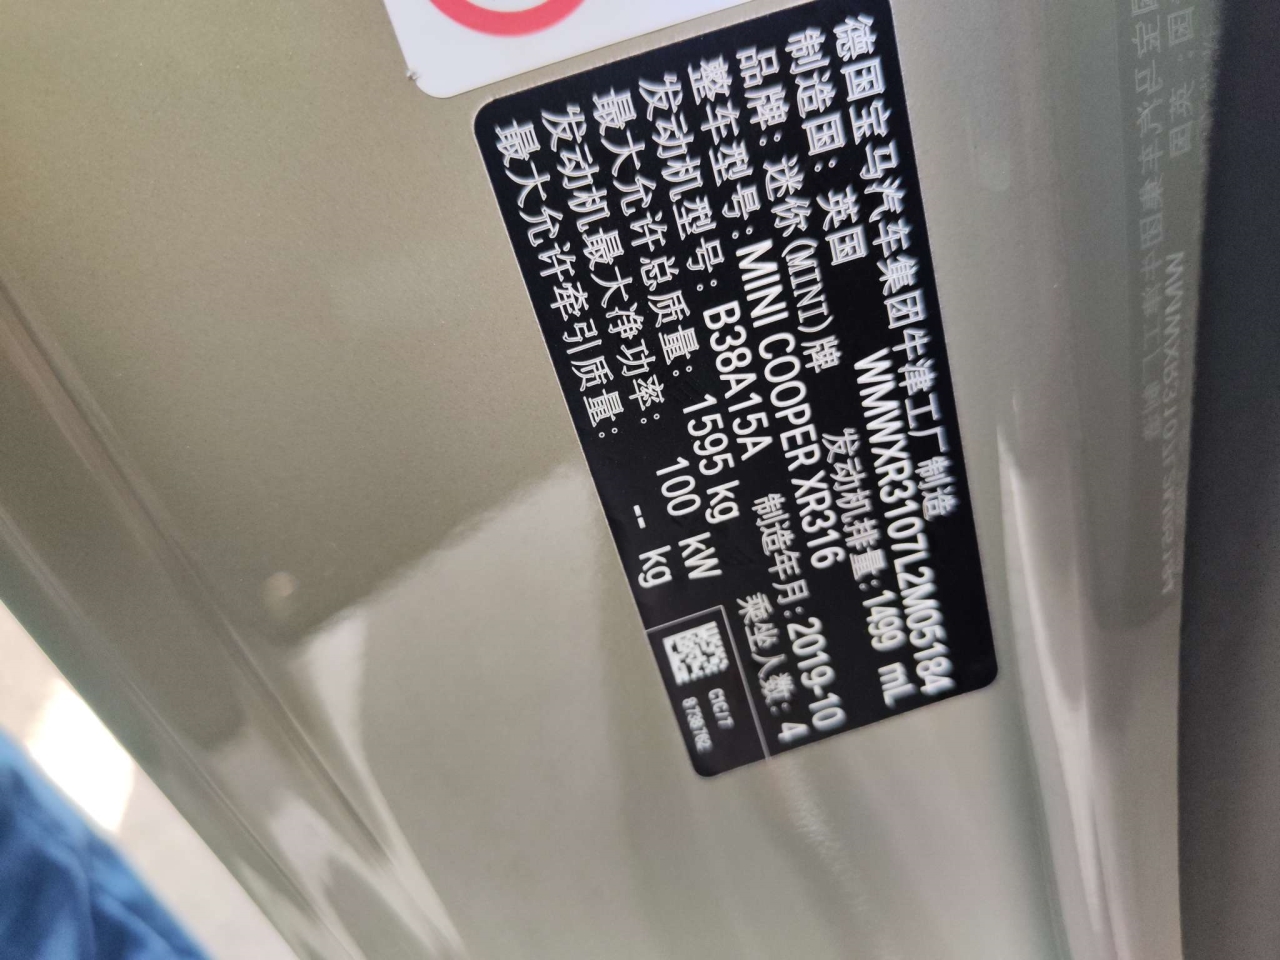 德国宝马汽车集团牛津工厂制造
制造国: 英国 WMWXR3107L2M05184
品牌: 迷你(MINI)牌 发动机排量: 1499 mL
整车型号: MINI COOPER XR316 制造年月: 2019-10
发动机型号: B38A15A 乘坐人数: 4
最大允许总质量: 1595 kg
发动机最大净功率: 100 kW
最大允许牵引质量: -- kg
C1C/7
8738762